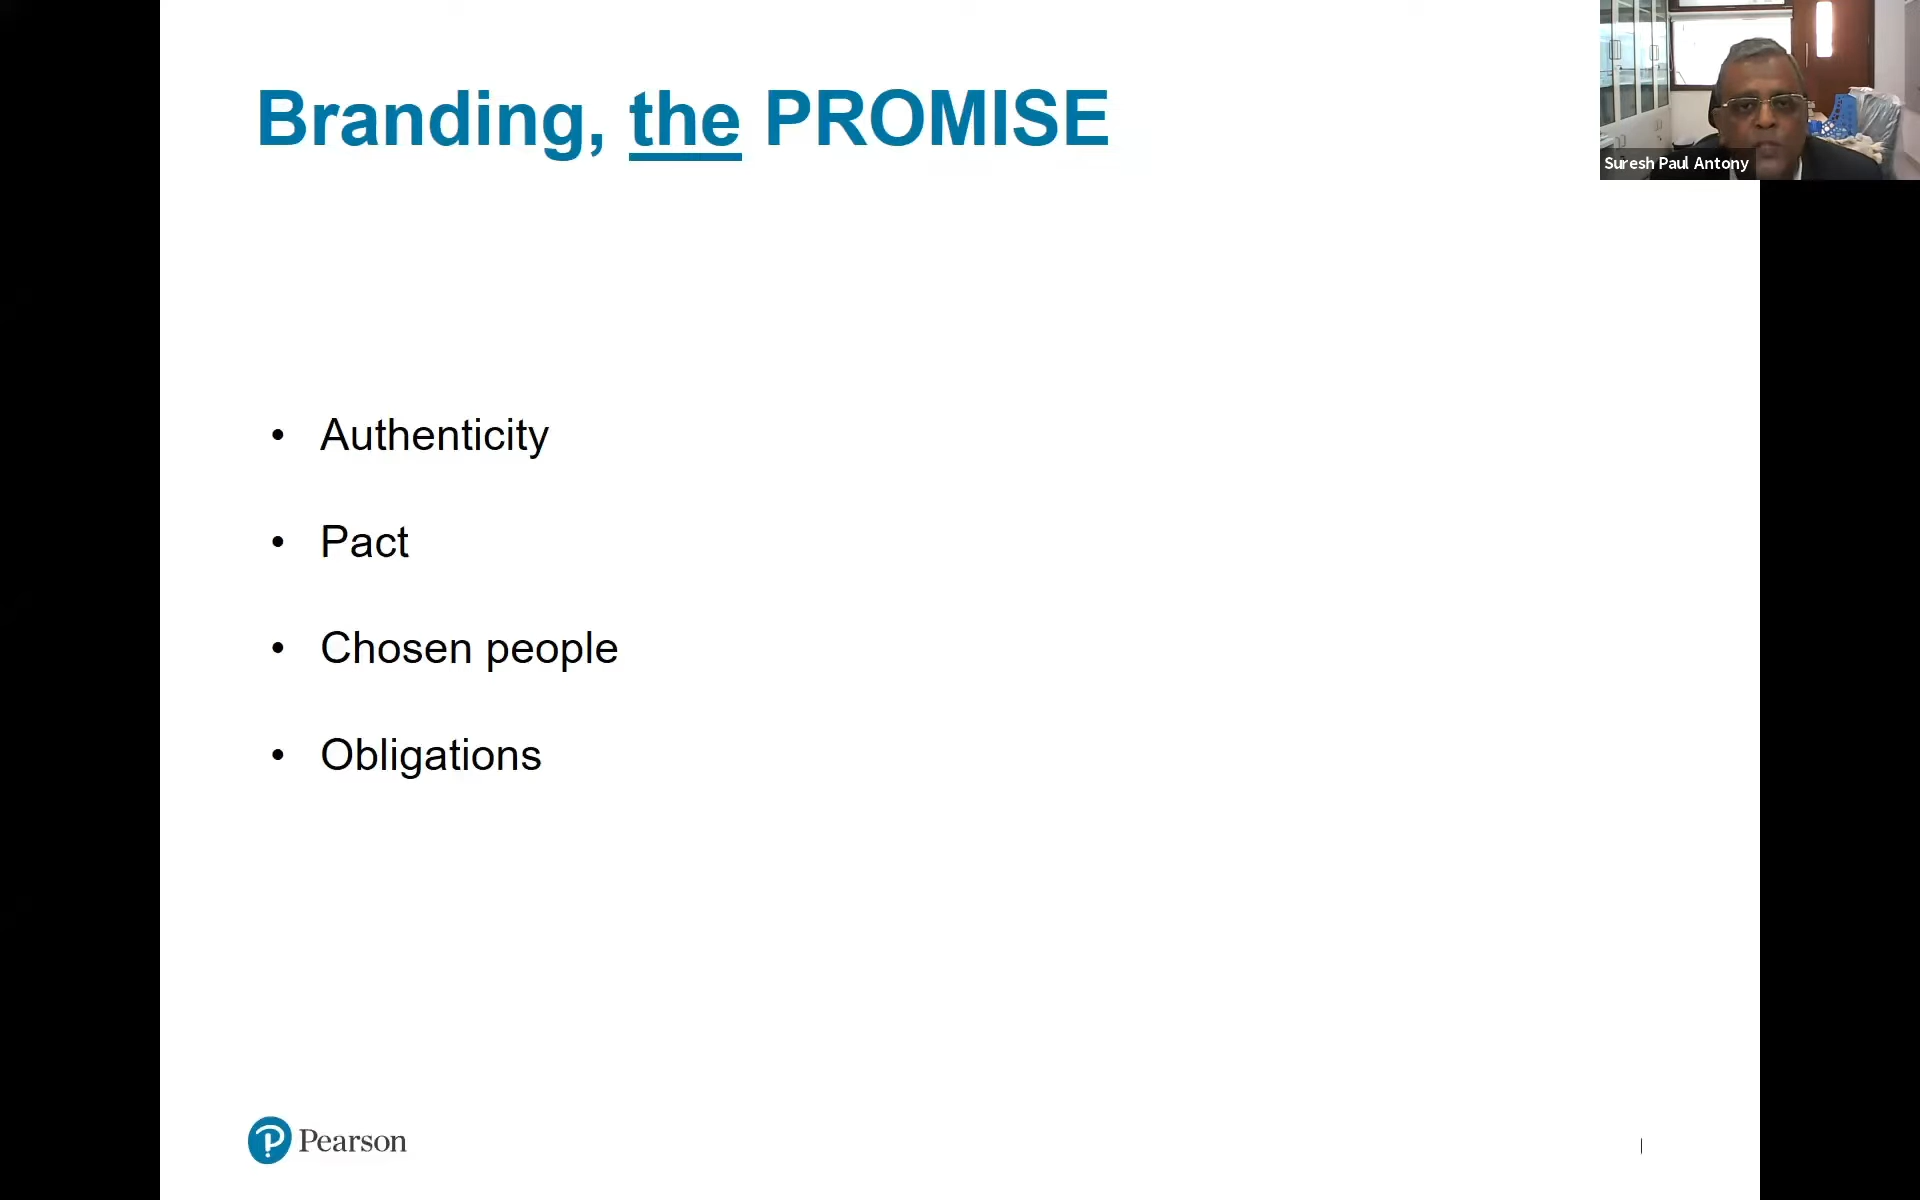 Branding, the PROMISE
Suresh Paul Antony
• Authenticity
• Pact
• Chosen people
• Obligations
Pearson